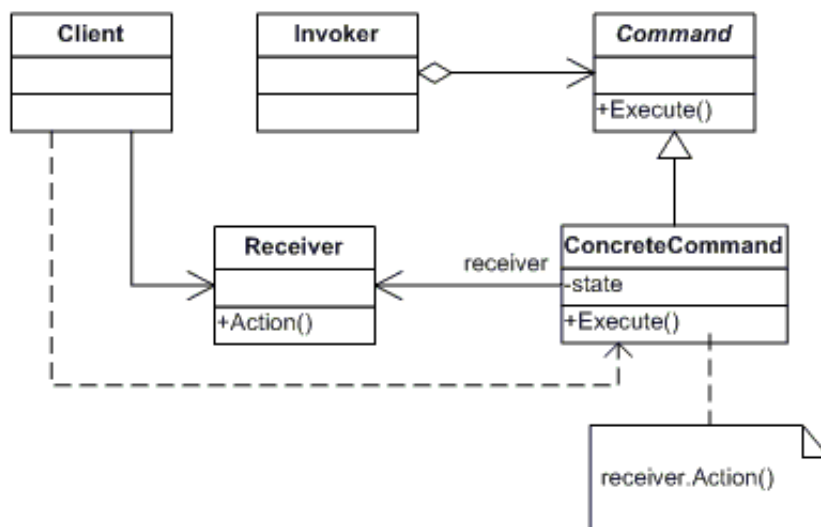 Client
Invoker
Command
+Execute()
Receiver
+Action()
receiver
ConcreteCommand
-state
+Execute()
receiver.Action()